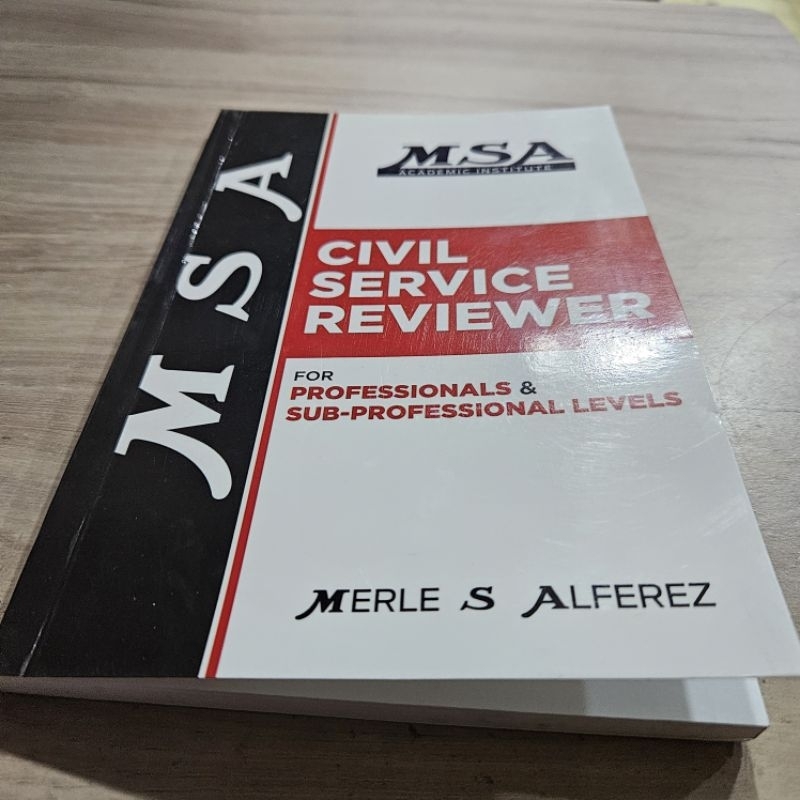 MSA
MSA
ACADEMIC INSTITUTE
CIVIL
SERVICE
REVIEWER
FOR
PROFESSIONALS &
SUB-PROFESSIONAL LEVELS
MERLE S ALFEREZ